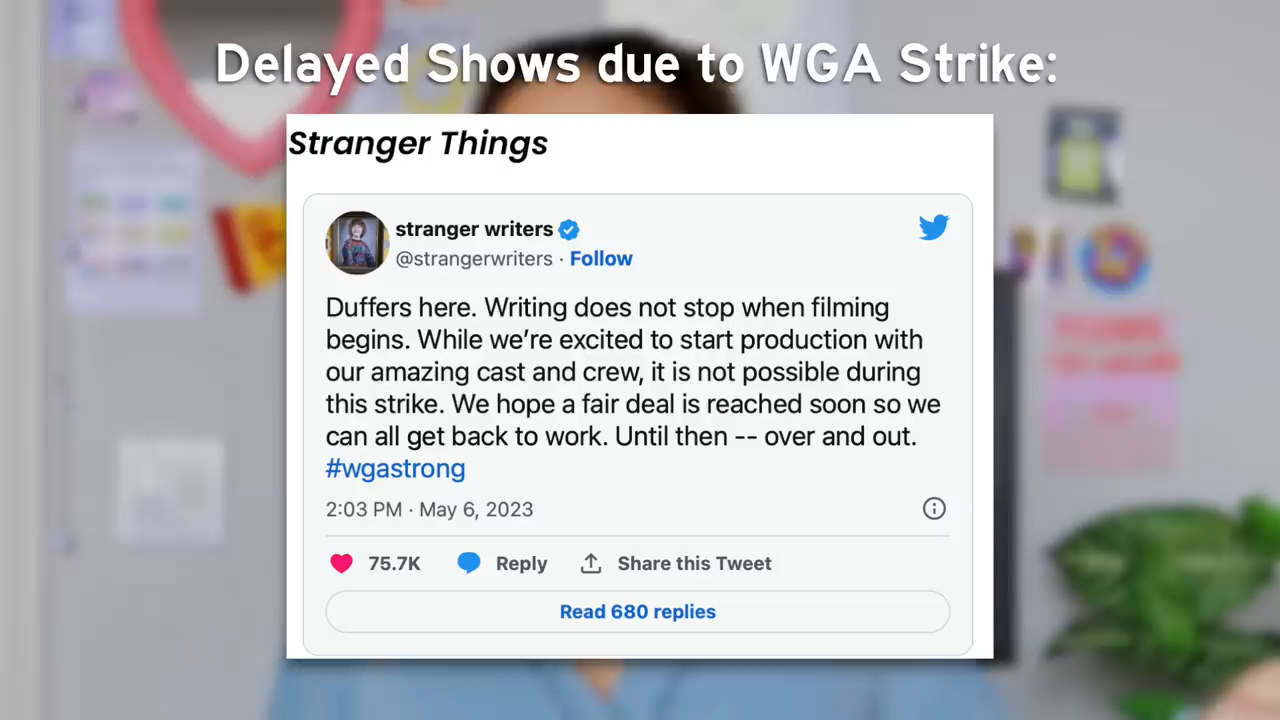 Delayed Shows due to WGA Strike:
Stranger Things
stranger writers
@strangerwriters · Follow
Duffers here. Writing does not stop when filming
begins. While we’re excited to start production with
our amazing cast and crew, it is not possible during
this strike. We hope a fair deal is reached soon so we
can all get back to work. Until then -- over and out.
#wgastrong
2:03 PM · May 6, 2023
75.7K Reply Share this Tweet
Read 680 replies